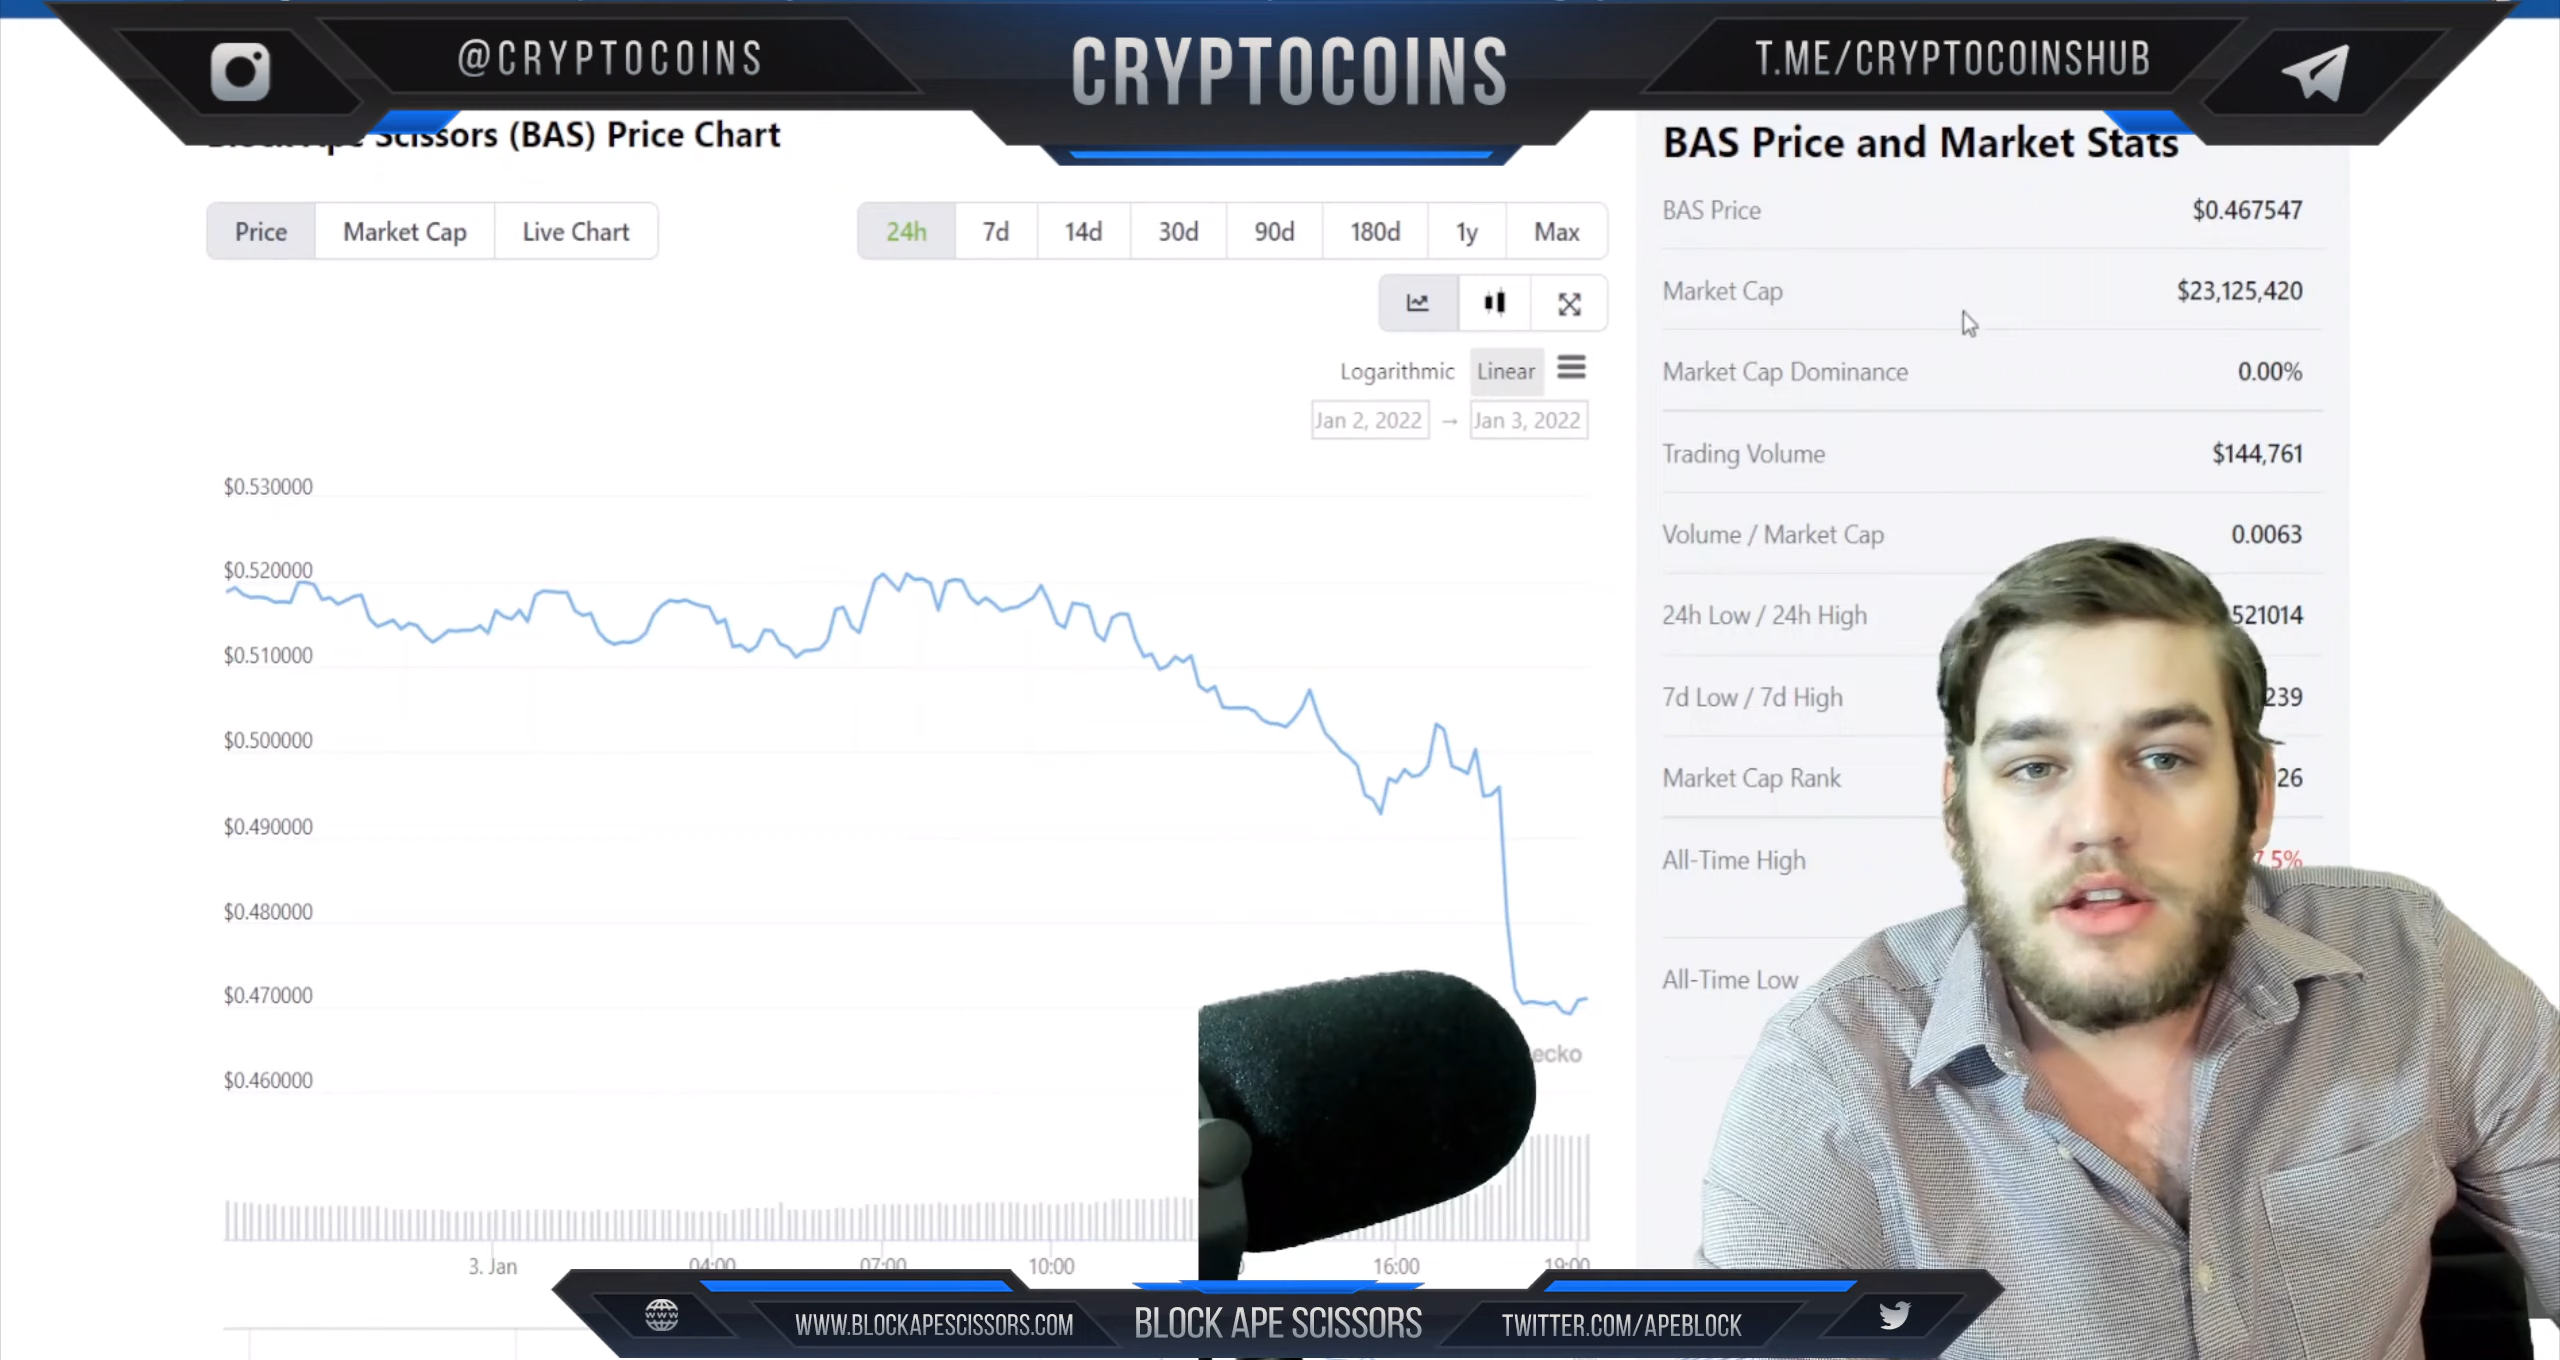 @CRYPTOCOINS
CRYPTOCOINS
T.ME/CRYPTOCOINSHUB
Scissors (BAS) Price Chart
Price
Market Cap
Live Chart
24h
7d
14d
30d
90d
180d
1y
Max
Logarithmic
Linear
Jan 2, 2022 → Jan 3, 2022
$0.530000
$0.520000
$0.510000
$0.500000
$0.490000
$0.480000
$0.470000
$0.460000
ecko
3. Jan
04:00
07:00
10:00
16:00
19:00
BAS Price and Market Stats
BAS Price $0.467547
Market Cap $23,125,420
Market Cap Dominance 0.00%
Trading Volume $144,761
Volume / Market Cap 0.0063
24h Low / 24h High 521014
7d Low / 7d High 239
Market Cap Rank 26
All-Time High 7.5%
All-Time Low
WWW.BLOCKAPESCISSORS.COM
BLOCK APE SCISSORS
TWITTER.COM/APEBLOCK